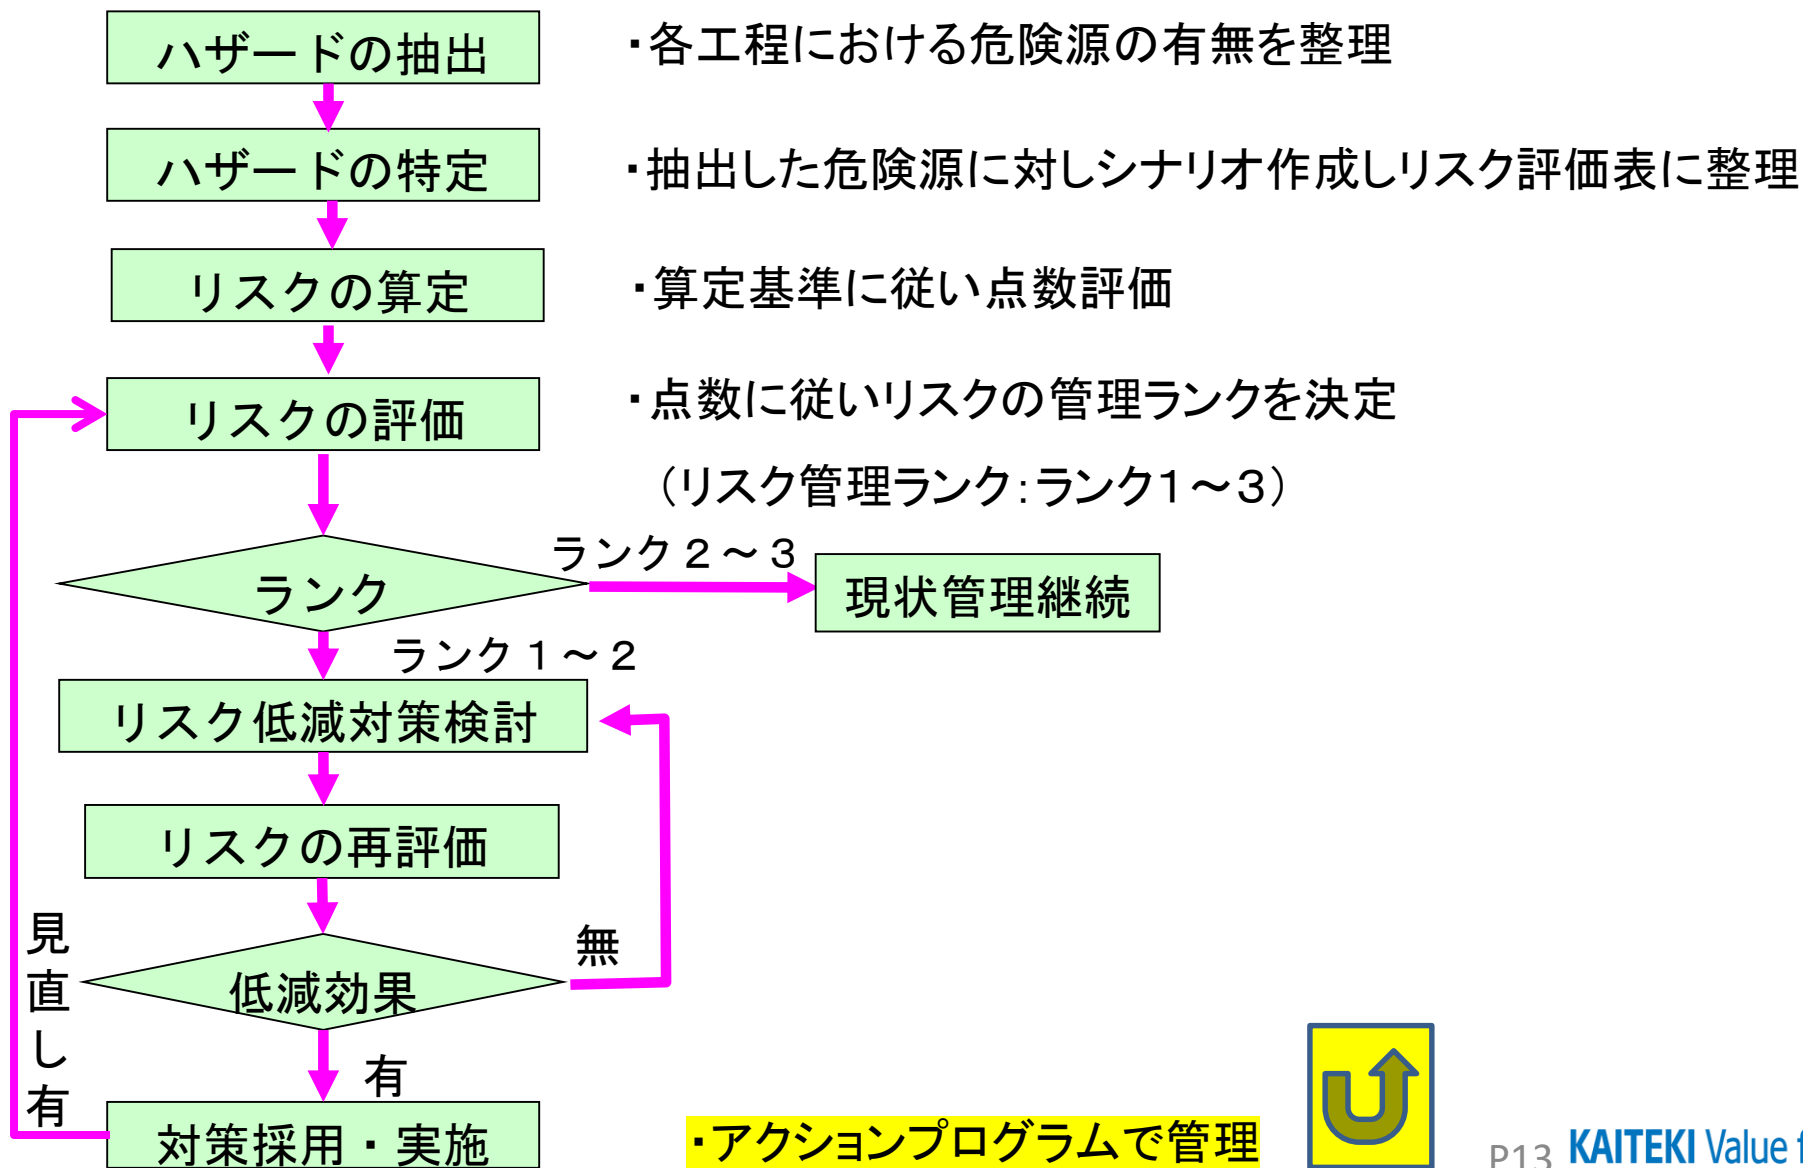 ハザードの抽出
・各工程における危険源の有無を整理
ハザードの特定
・抽出した危険源に対しシナリオ作成しリスク評価表に整理
リスクの算定
・算定基準に従い点数評価
リスクの評価
・点数に従いリスクの管理ランクを決定
（リスク管理ランク：ランク１～３）
ランク
ランク２～３
現状管理継続
ランク１～２
リスク低減対策検討
リスクの再評価
低減効果
無
見直し有
有
対策採用・実施
・アクションプログラムで管理
P13 KAITEKI Value f